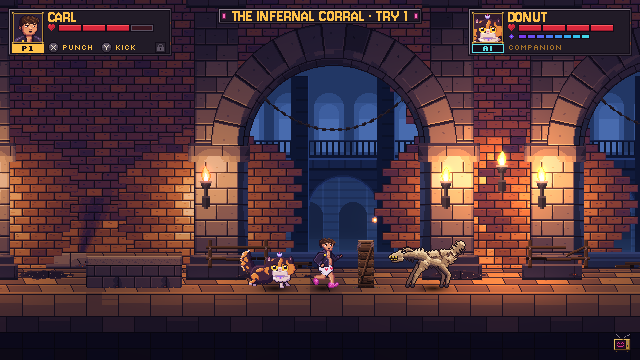 CARL
P1
X PUNCH Y KICK
THE INFERNAL CORRAL · TRY 1
DONUT
AI
COMPANION